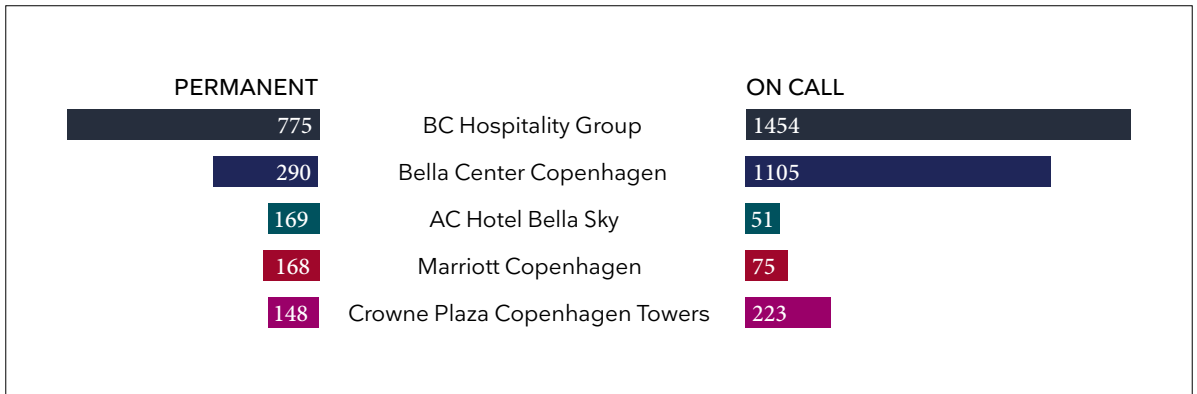 PERMANENT ON CALL
775 BC Hospitality Group 1454
290 Bella Center Copenhagen 1105
169 AC Hotel Bella Sky 51
168 Marriott Copenhagen 75
148 Crowne Plaza Copenhagen Towers 223